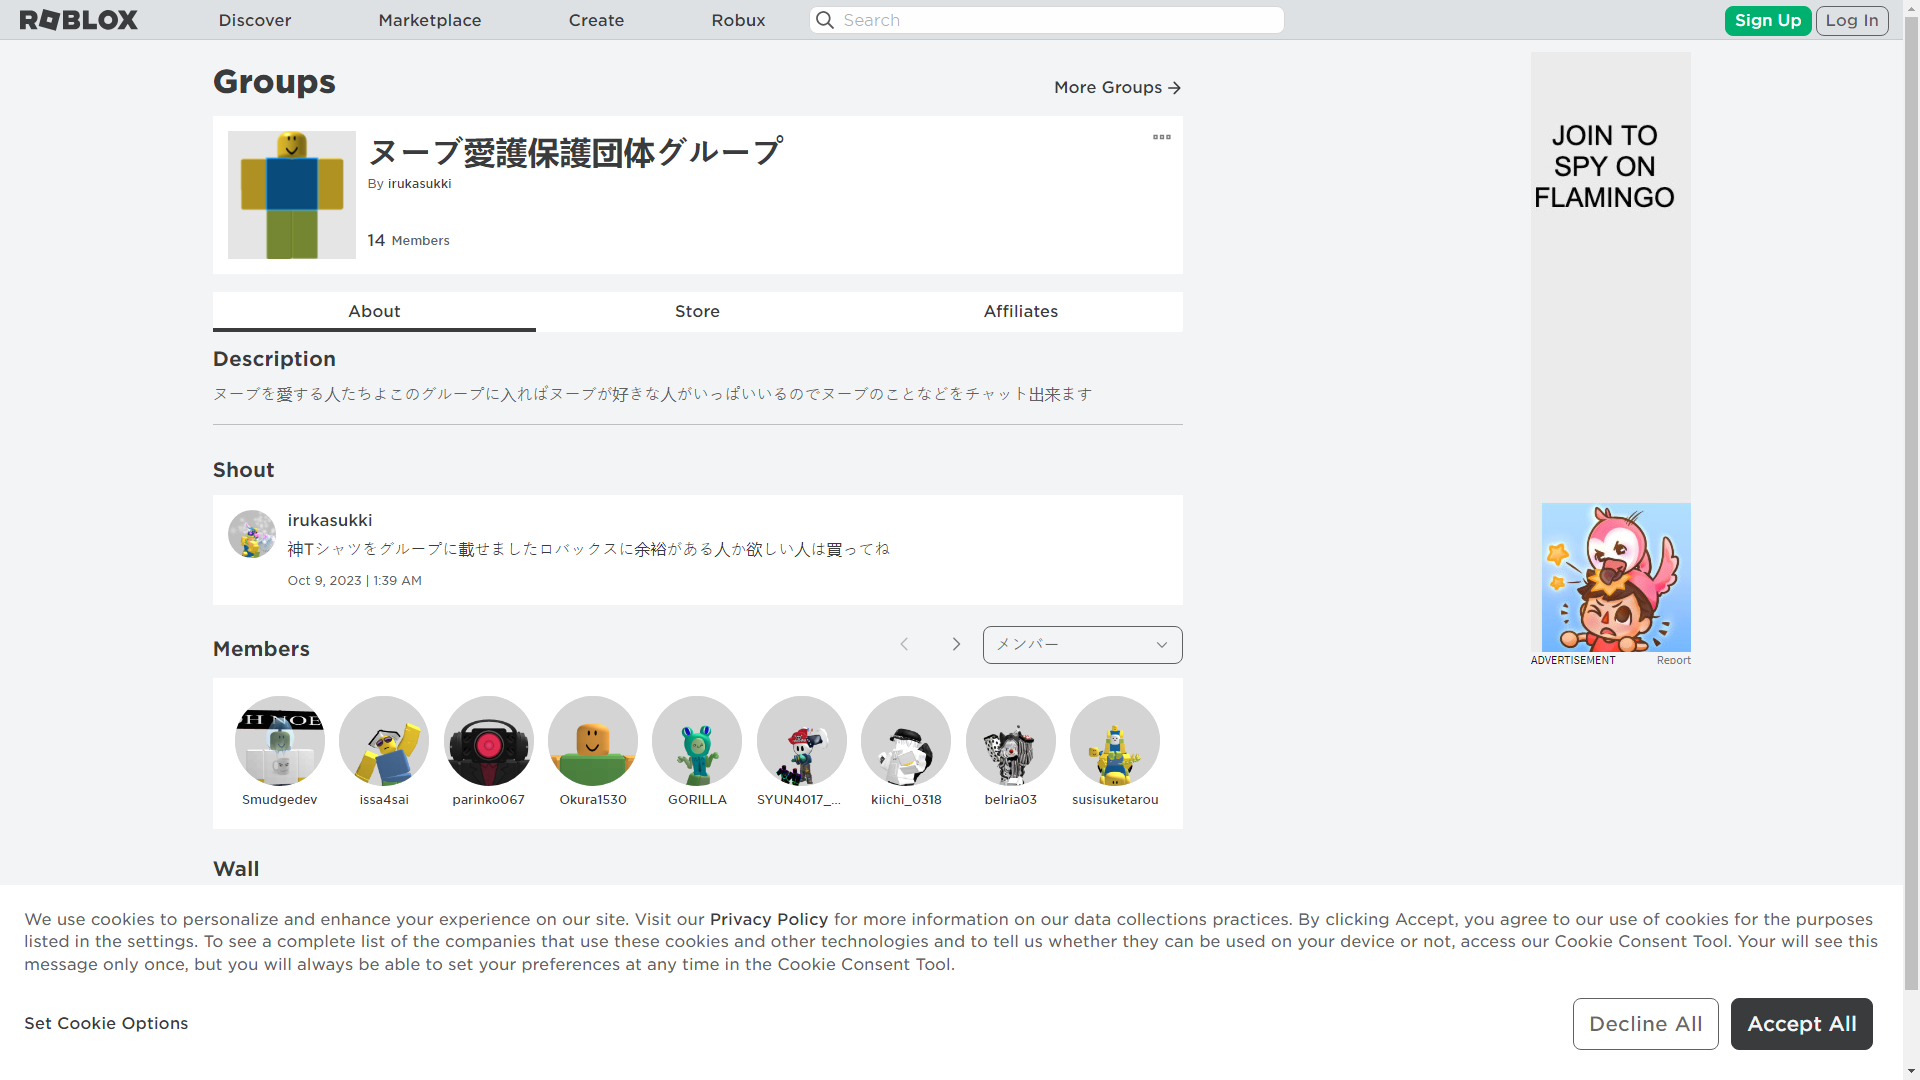 ROBLOX
Discover
Marketplace
Create
Robux
Search
Sign Up
Log In
Groups
More Groups
ヌーブ愛護保護団体グループ
By irukasukki
14 Members
JOIN TO
SPY ON
FLAMINGO
About
Store
Affiliates
Description
ヌーブを愛する人たちよこのグループに入ればヌーブが好きな人がいっぱいいるのでヌーブのことなどをチャット出来ます
Shout
irukasukki
神Tシャツをグループに載せましたロバックスに余裕がある人か欲しい人は買ってね
Oct 9, 2023 | 1:39 AM
Members
メンバー
ADVERTISEMENT
Report
H NOE
Smudgedev
issa4sai
parinko067
Okura1530
GORILLA
SYUN4017_...
kiichi_0318
belria03
susisuketarou
Wall
We use cookies to personalize and enhance your experience on our site. Visit our Privacy Policy for more information on our data collections practices. By clicking Accept, you agree to our use of cookies for the purposes
listed in the settings. To see a complete list of the companies that use these cookies and other technologies and to tell us whether they can be used on your device or not, access our Cookie Consent Tool. Your will see this
message only once, but you will always be able to set your preferences at any time in the Cookie Consent Tool.
Set Cookie Options
Decline All
Accept All